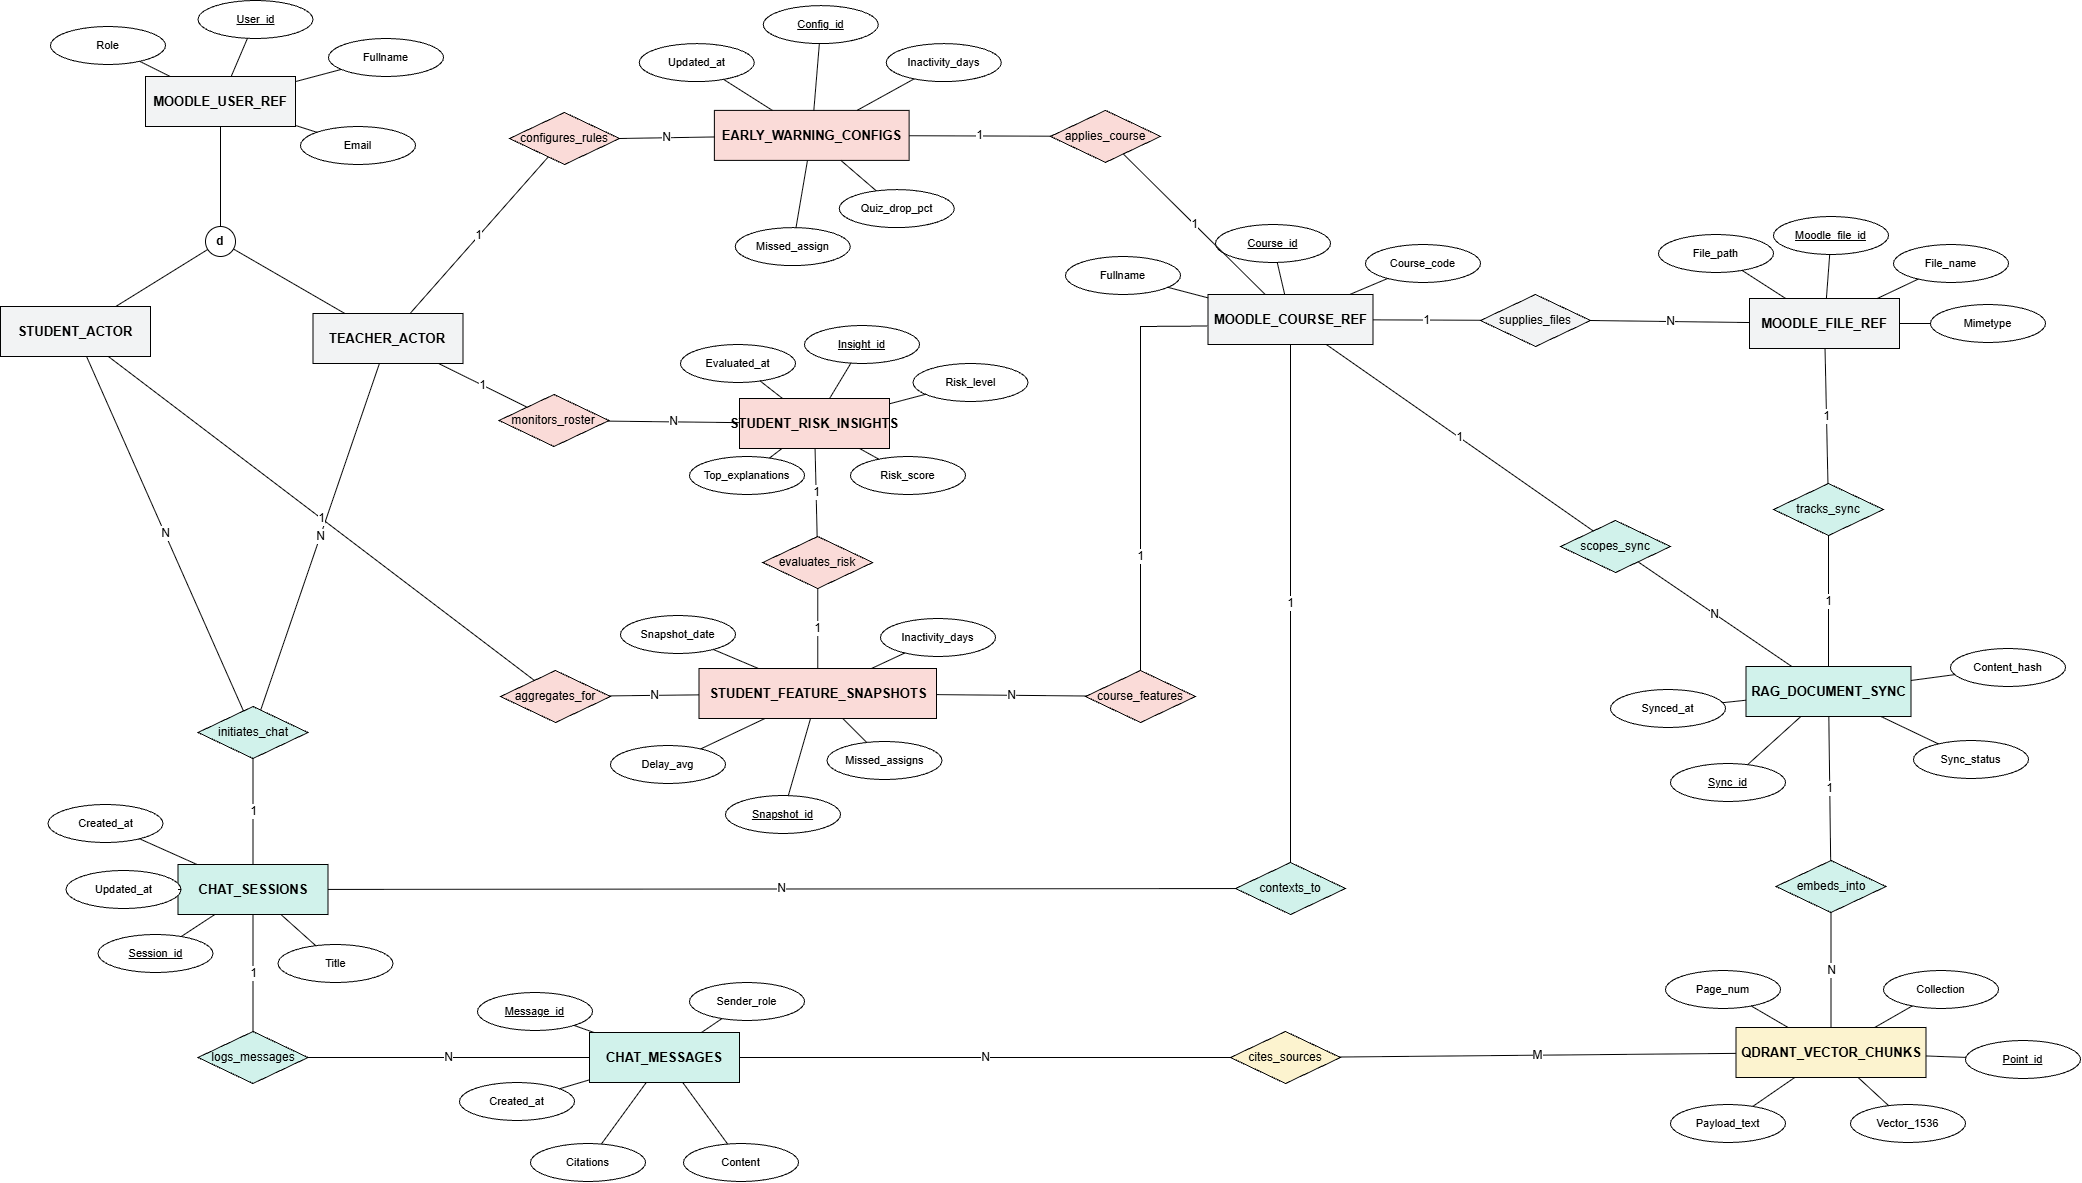 User_id
Role
Fullname
MOODLE_USER_REF
Email
d
STUDENT_ACTOR
TEACHER_ACTOR
Config_id
Updated_at
Inactivity_days
configures_rules
N
EARLY_WARNING_CONFIGS
1
applies_course
Quiz_drop_pct
Missed_assign
1
1
Course_id
Fullname
Course_code
MOODLE_COURSE_REF
1
supplies_files
N
Moodle_file_id
File_path
File_name
MOODLE_FILE_REF
Mimetype
Insight_id
Evaluated_at
Risk_level
1
monitors_roster
N
STUDENT_RISK_INSIGHTS
Top_explanations
Risk_score
1
evaluates_risk
1
1
1
tracks_sync
scopes_sync
N
1
N
1
N
1
Snapshot_date
Inactivity_days
aggregates_for
N
STUDENT_FEATURE_SNAPSHOTS
N
course_features
Delay_avg
Missed_assigns
Snapshot_id
1
Content_hash
RAG_DOCUMENT_SYNC
Synced_at
Sync_status
Sync_id
1
initiates_chat
1
Created_at
Updated_at
CHAT_SESSIONS
N
contexts_to
embeds_into
Session_id
Title
1
N
Message_id
Sender_role
logs_messages
N
CHAT_MESSAGES
N
cites_sources
M
Page_num
Collection
QDRANT_VECTOR_CHUNKS
Point_id
Created_at
Citations
Content
Payload_text
Vector_1536